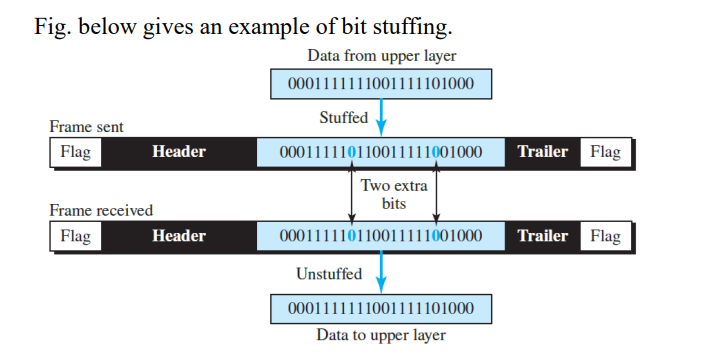 Fig. below gives an example of bit stuffing.
Data from upper layer
0001111111001111101000
Stuffed
Frame sent
Flag Header 000111110110011111001000 Trailer Flag
Two extra
bits
Frame received
Flag Header 000111110110011111001000 Trailer Flag
Unstuffed
0001111111001111101000
Data to upper layer